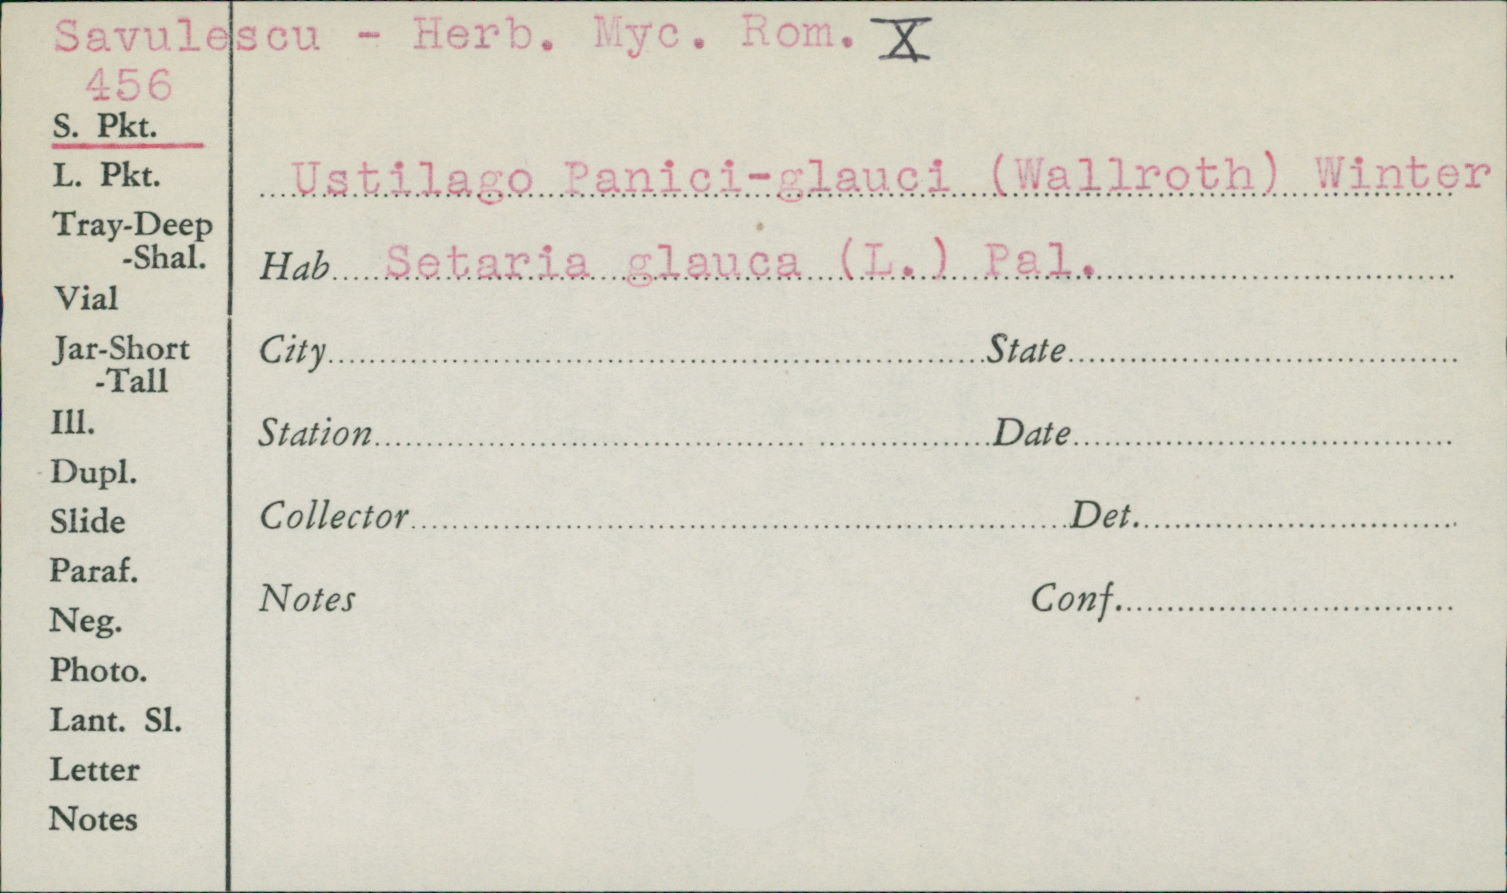 Savulescu - Herb. Myc. Rom. X
456
S. Pkt.
L. Pkt.
Tray-Deep
-Shal.
Vial
Jar-Short
-Tall
Ill.
Dupl.
Slide
Paraf.
Neg.
Photo.
Lant. Sl.
Letter
Notes
Ustilago Panici-glauci (Wallroth) Winter
Hab. Setaria glauca (L.) Pal.
City State
Station Date
Collector Det.
Notes Conf.